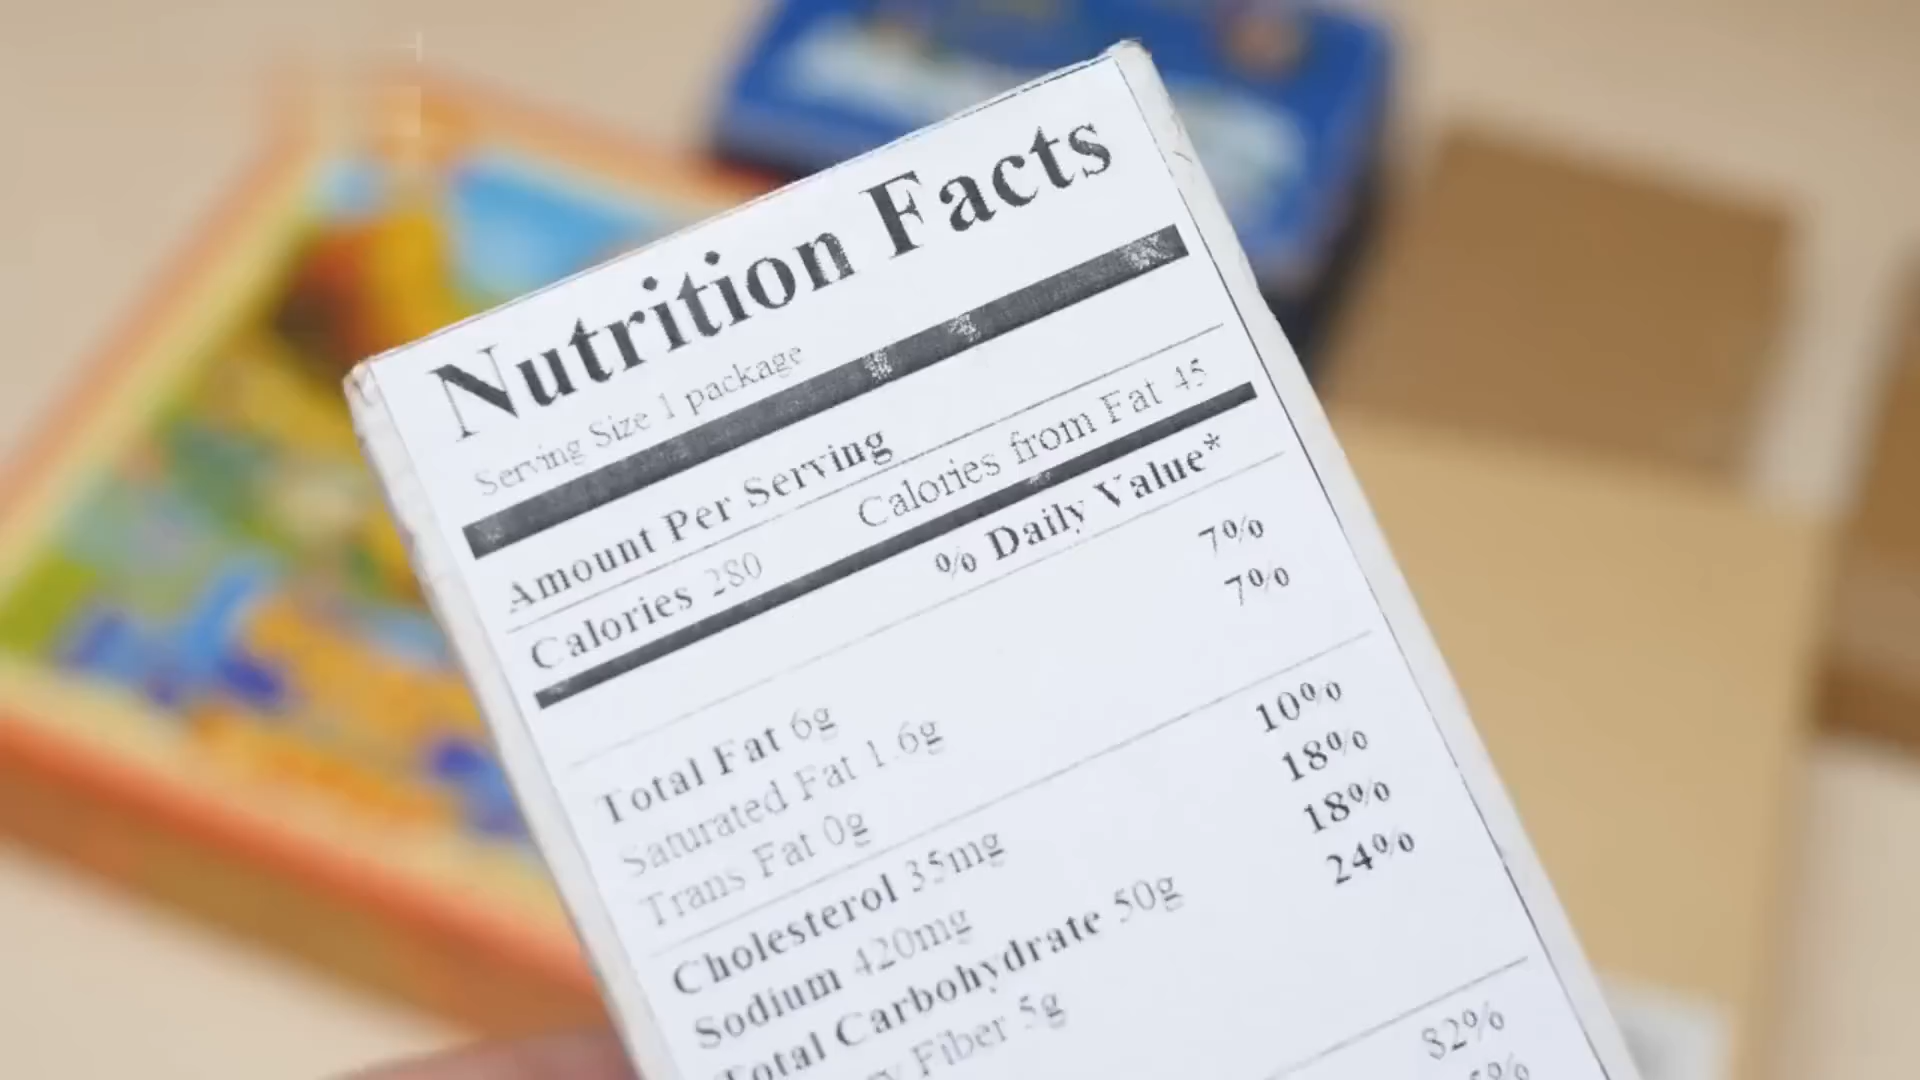 Nutrition Facts
Serving Size 1 package
Amount Per Serving
Calories 280 Calories from Fat 45
% Daily Value*
Total Fat 6g 7%
Saturated Fat 1.6g 7%
Trans Fat 0g
Cholesterol 35mg 10%
Sodium 420mg 18%
Total Carbohydrate 50g 18%
Fiber 5g 24%
82%